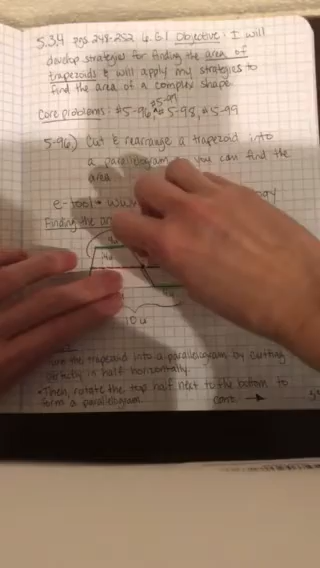 5.3.4 pgs 248-252 6.G.1 Objective: I will
develop strategies for finding the area of
trapezoids & will apply my strategies to
find the area of a complex shape.
#5-97,
Core problems: #5-96, #5-98, #5-99
5-96) Cut & rearrange a trapezoid into
a parallelogram you can find the
area
e-tool → www.
Finding the
10u
the trapezoid into a parallelogram by cutting
directly in half horizontally.
• Then, rotate the top half next to the bottom to
form a parallelogram. cont. →